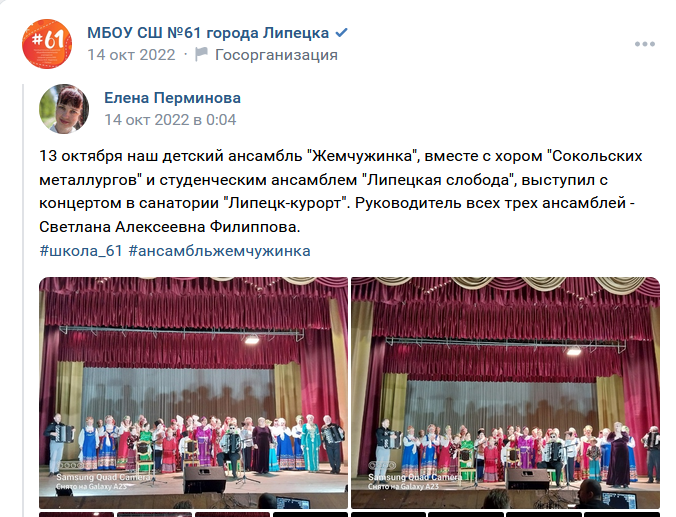 #61
МБОУ СШ №61 города Липецка
14 окт 2022 · Госорганизация
Елена Перминова
14 окт 2022 в 0:04
13 октября наш детский ансамбль "Жемчужинка", вместе с хором "Сокольских
металлургов" и студенческим ансамблем "Липецкая слобода", выступил с
концертом в санатории "Липецк-курорт". Руководитель всех трех ансамблей -
Светлана Алексеевна Филиппова.
#школа_61 #ансамбльжемчужинка
Samsung Quad Camera
Снято на Galaxy A23
Samsung Quad Camera
Снято на Galaxy A23